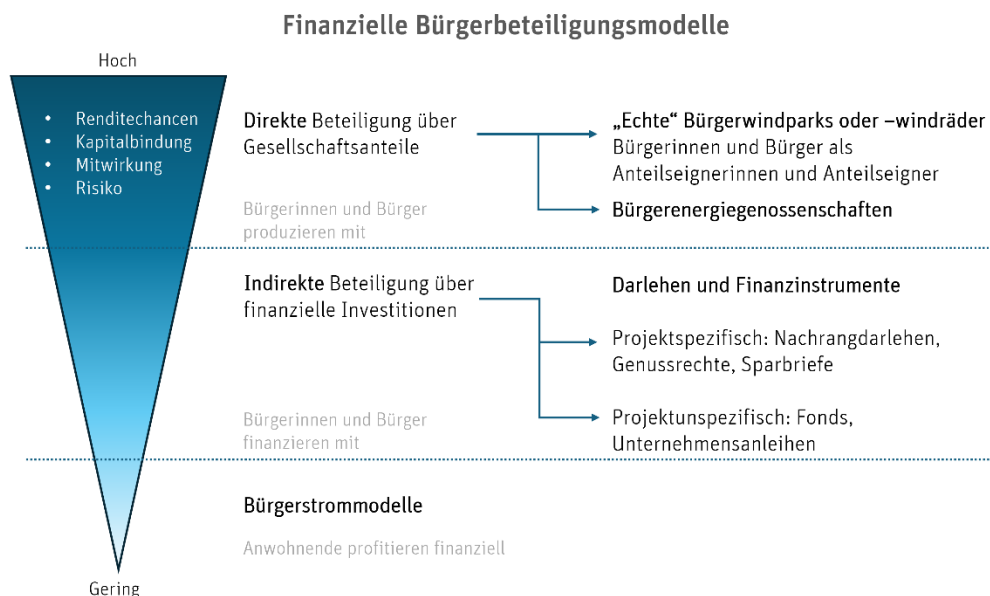 Finanzielle Bürgerbeteiligungsmodelle
Hoch
• Renditechancen
• Kapitalbindung
• Mitwirkung
• Risiko
Direkte Beteiligung über
Gesellschaftsanteile
Bürgerinnen und Bürger
produzieren mit
„Echte“ Bürgerwindparks oder –windräder
Bürgerinnen und Bürger als
Anteilseignerinnen und Anteilseigner
Bürgerenergiegenossenschaften
Indirekte Beteiligung über
finanzielle Investitionen
Bürgerinnen und Bürger
finanzieren mit
Darlehen und Finanzinstrumente
Projektspezifisch: Nachrangdarlehen,
Genussrechte, Sparbriefe
Projektunspezifisch: Fonds,
Unternehmensanleihen
Bürgerstrommodelle
Anwohnende profitieren finanziell
Gering